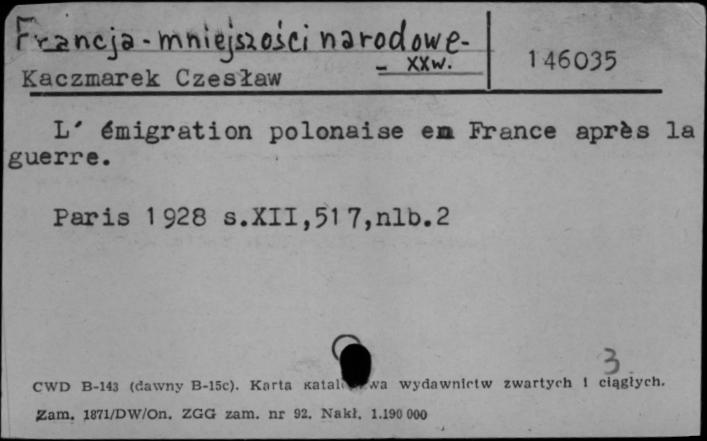 Francja - mniejszości narodowe -
- XXw.
146035
Kaczmarek Czesław
L´ émigration polonaise en France après la
guerre.
Paris 1928 s.XII,517,nlb.2
3
CWD B-143 (dawny B-15c). Karta wydawnictw zwartych i ciągłych.
Zam. 1871/DW/On. ZGG zam. nr 92. Nakł. 1.190 000